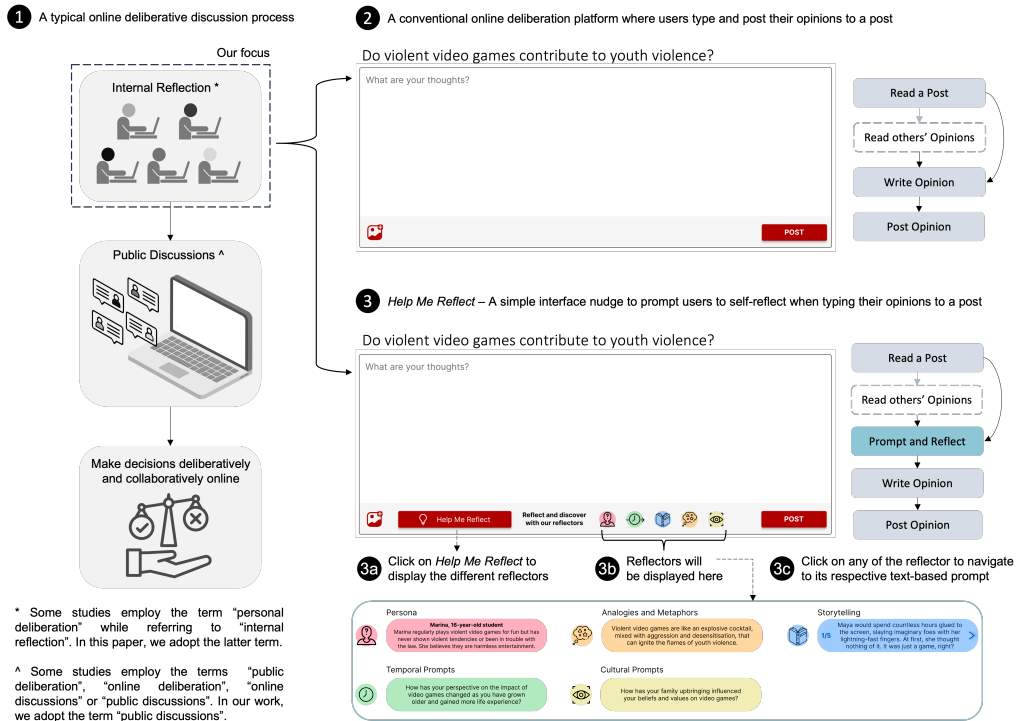 1 A typical online deliberative discussion process
Our focus
Internal Reflection *
Public Discussions ^
Make decisions deliberatively
and collaboratively online
* Some studies employ the term “personal
deliberation” while referring to “internal
reflection”. In this paper, we adopt the latter term.
^ Some studies employ the terms “public
deliberation”, “online deliberation”, “online
discussions” or “public discussions”. In our work,
we adopt the term “public discussions”.
2 A conventional online deliberation platform where users type and post their opinions to a post
Do violent video games contribute to youth violence?
What are your thoughts?
POST
Read a Post
Read others’ Opinions
Write Opinion
Post Opinion
3 Help Me Reflect – A simple interface nudge to prompt users to self-reflect when typing their opinions to a post
Do violent video games contribute to youth violence?
What are your thoughts?
Help Me Reflect
Reflect and discover
with our reflectors
POST
Read a Post
Read others’ Opinions
Prompt and Reflect
Write Opinion
Post Opinion
3a Click on Help Me Reflect to
display the different reflectors
3b Reflectors will
be displayed here
3c Click on any of the reflector to navigate
to its respective text-based prompt
Persona
Marina, 16-year-old student
Marina regularly plays violent video games for fun but has
never shown violent tendencies or been in trouble with
the law. She believes they are harmless entertainment.
Analogies and Metaphors
Violent video games are like an explosive cocktail,
mixed with aggression and desensitisation, that
can ignite the flames of youth violence.
Storytelling
1/5
Maya would spend countless hours glued to
the screen, slaying imaginary foes with her
lightning-fast fingers. At first, she thought
nothing of it. It was just a game, right?
Temporal Prompts
How has your perspective on the impact of
video games changed as you have grown
older and gained more life experience?
Cultural Prompts
How has your family upbringing influenced
your beliefs and values on video games?